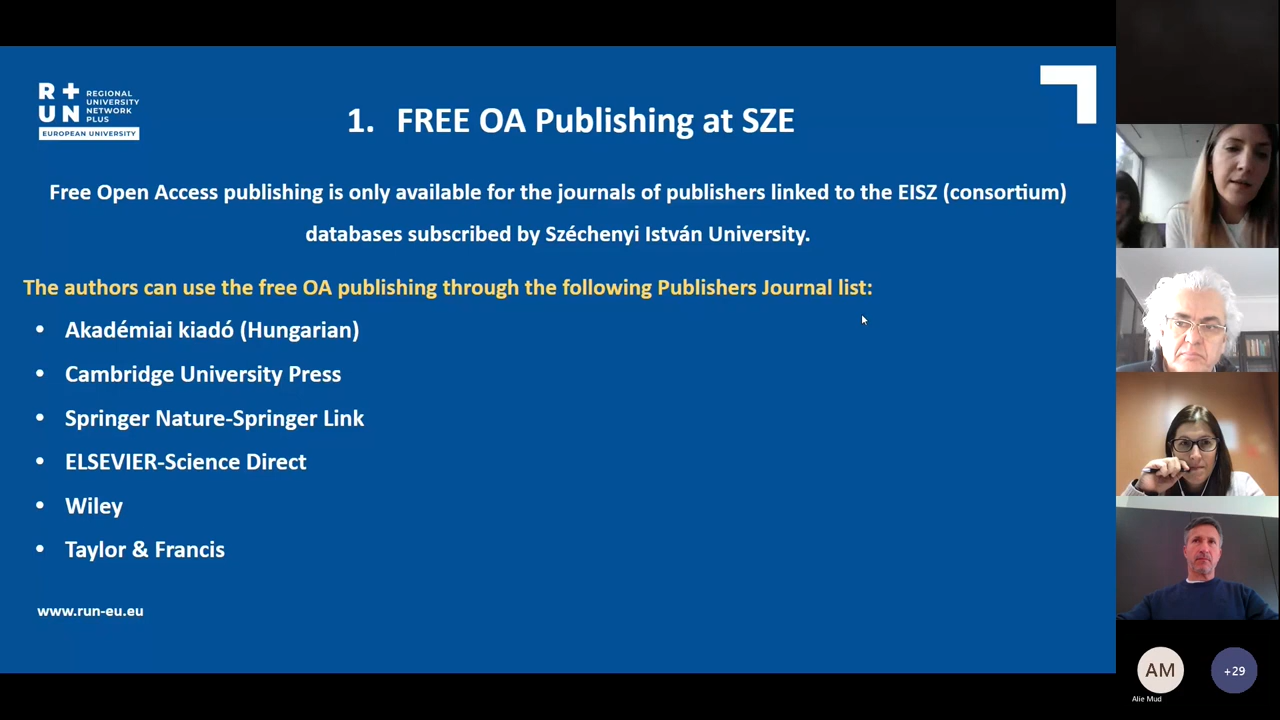 R+UN
REGIONAL
UNIVERSITY
NETWORK
PLUS
EUROPEAN UNIVERSITY
1. FREE OA Publishing at SZE
Free Open Access publishing is only available for the journals of publishers linked to the EISZ (consortium)
databases subscribed by Széchenyi István University.
The authors can use the free OA publishing through the following Publishers Journal list:
• Akadémiai kiadó (Hungarian)
• Cambridge University Press
• Springer Nature-Springer Link
• ELSEVIER-Science Direct
• Wiley
• Taylor & Francis
www.run-eu.eu
AM
+29
Alie Mud